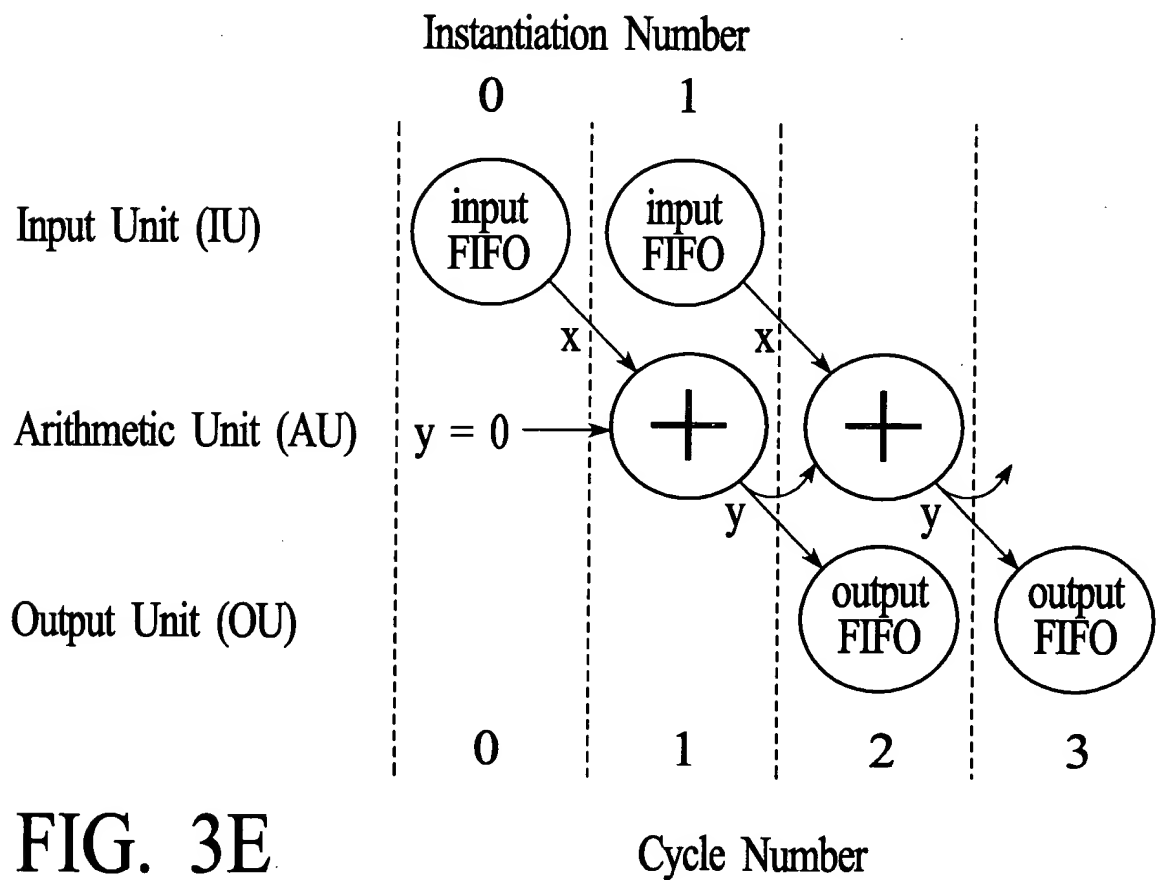 Instantiation Number
0 1
Input Unit (IU)
input
FIFO
input
FIFO
x
x
Arithmetic Unit (AU)
y = 0
+
+
y
y
Output Unit (OU)
output
FIFO
output
FIFO
0 1 2 3
FIG. 3E
Cycle Number